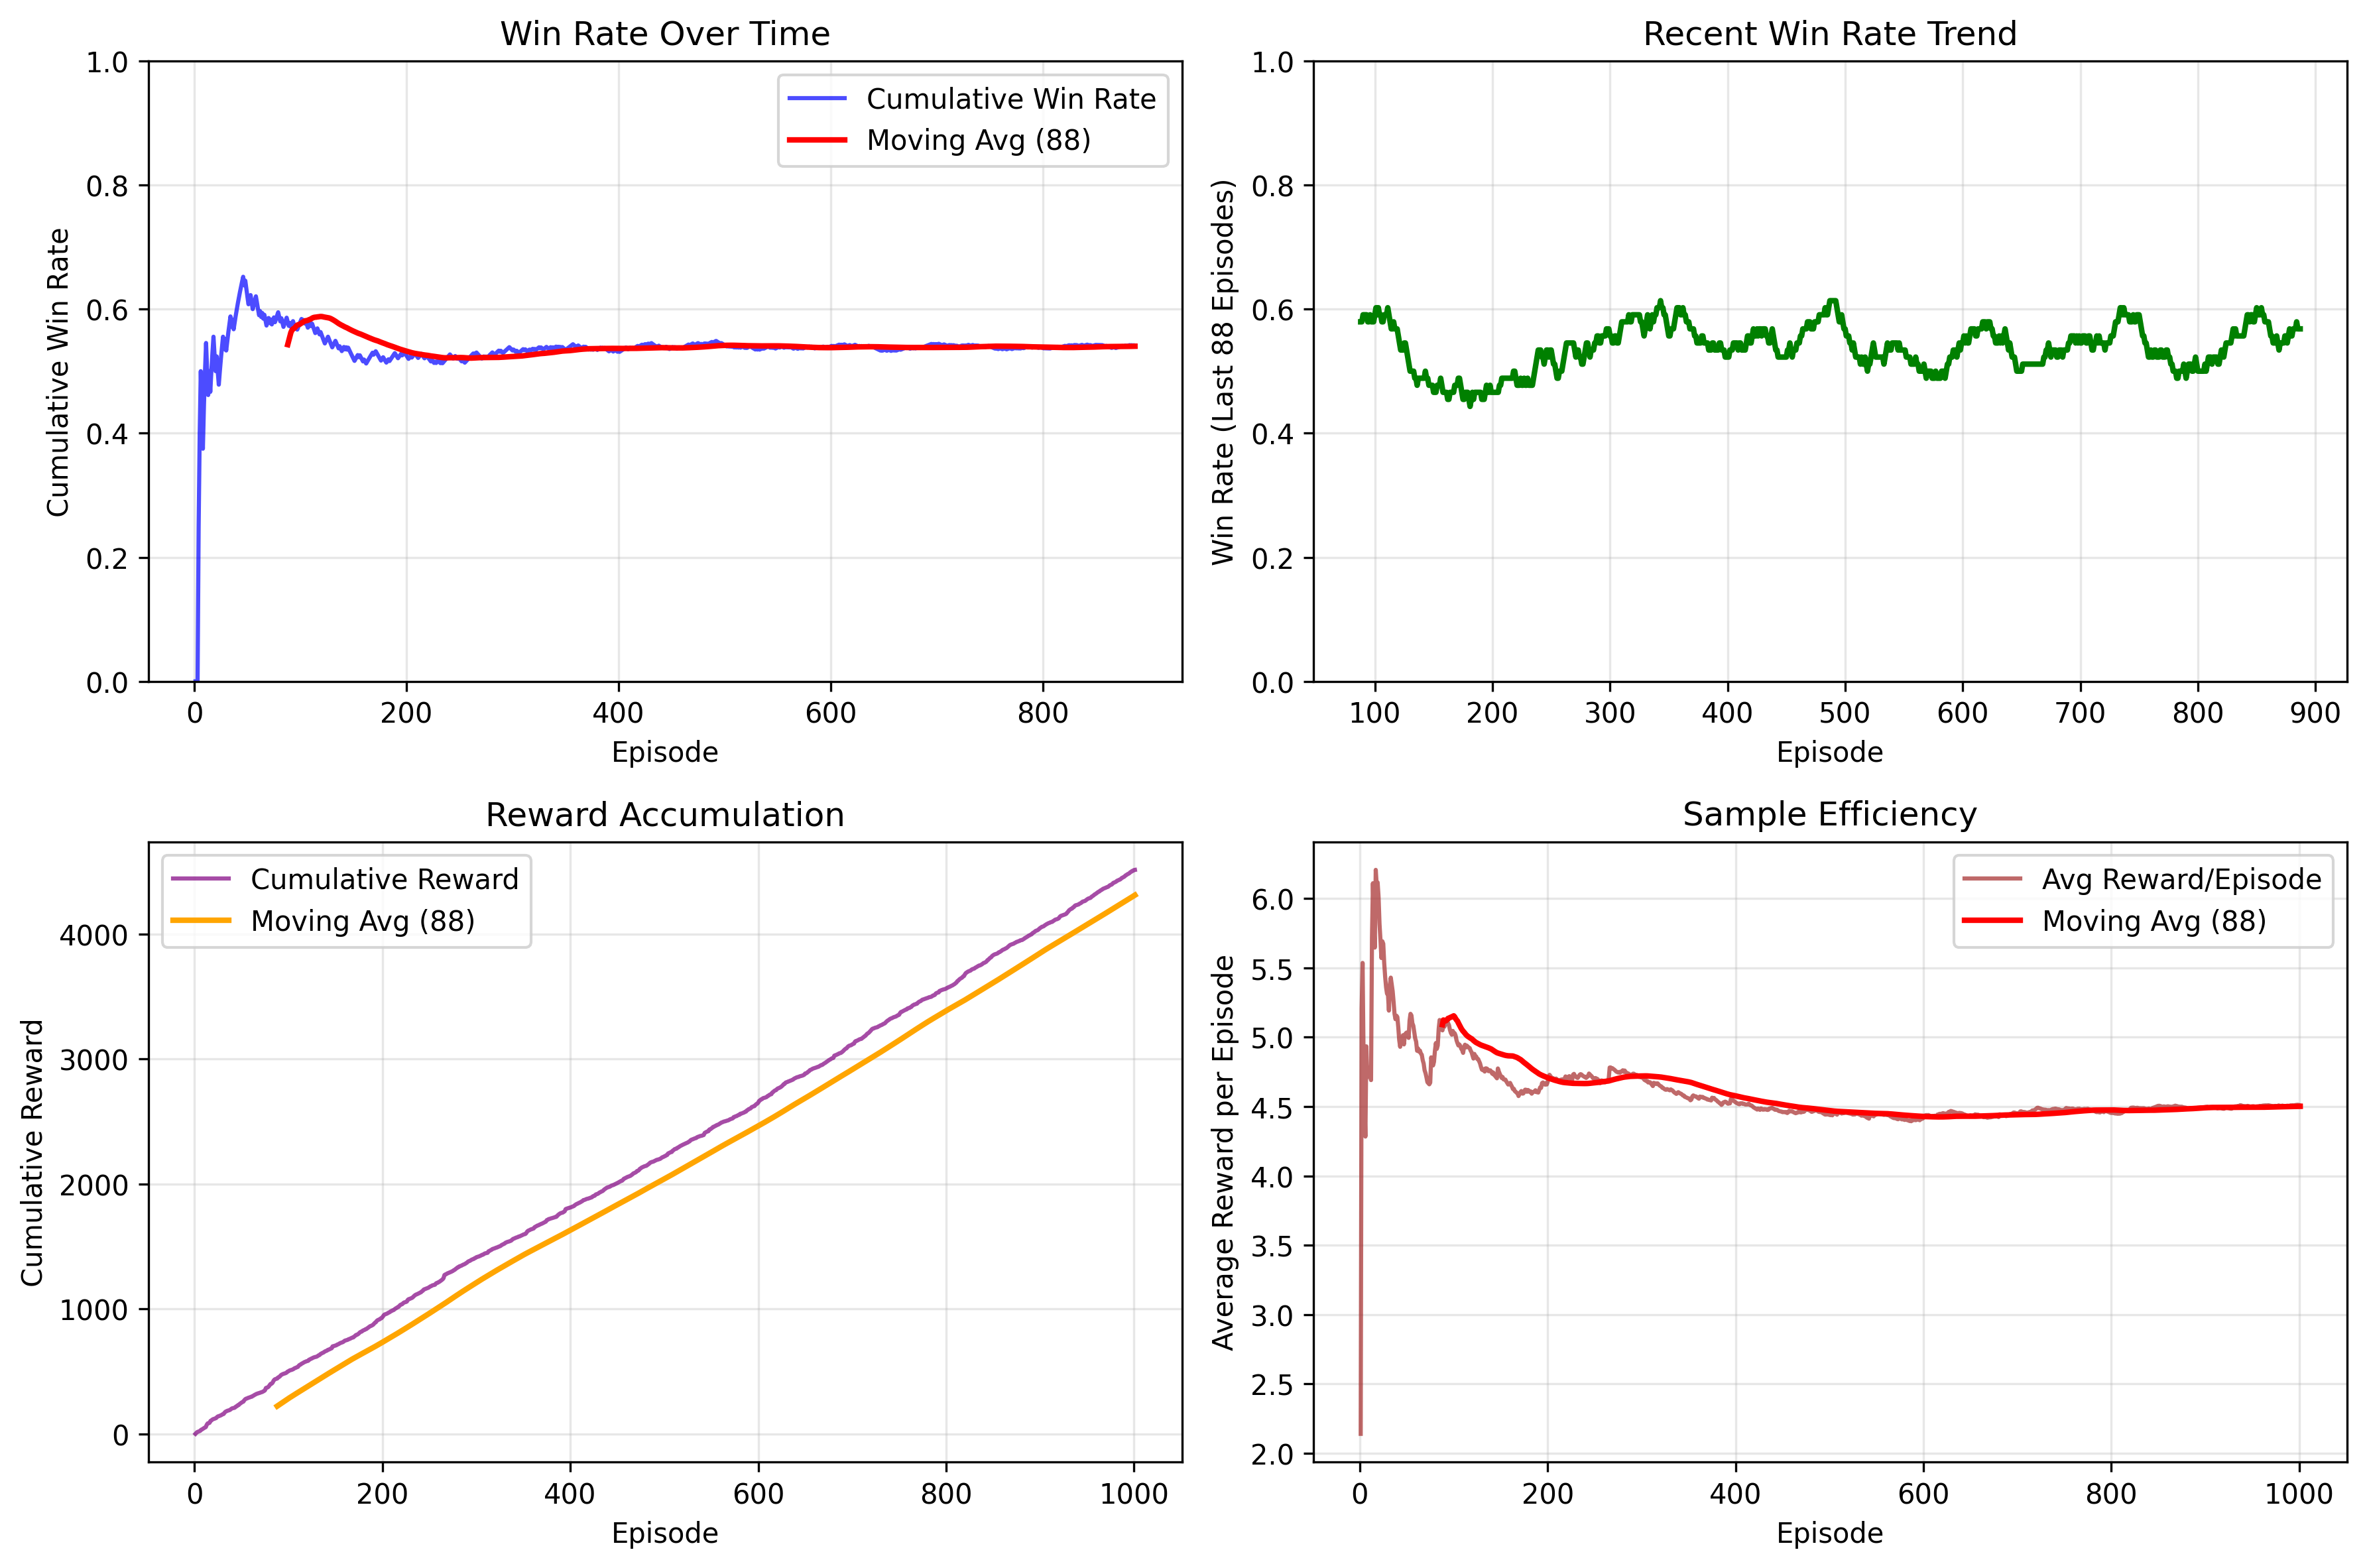 Win Rate Over Time
Cumulative Win Rate
1.0
0.8
0.6
0.4
0.2
0.0
Cumulative Win Rate
Moving Avg (88)
0 200 400 600 800
Episode
Recent Win Rate Trend
Win Rate (Last 88 Episodes)
1.0
0.8
0.6
0.4
0.2
0.0
100 200 300 400 500 600 700 800 900
Episode
Reward Accumulation
Cumulative Reward
4000
3000
2000
1000
0
Cumulative Reward
Moving Avg (88)
0 200 400 600 800 1000
Episode
Sample Efficiency
Average Reward per Episode
6.0
5.5
5.0
4.5
4.0
3.5
3.0
2.5
2.0
Avg Reward/Episode
Moving Avg (88)
0 200 400 600 800 1000
Episode